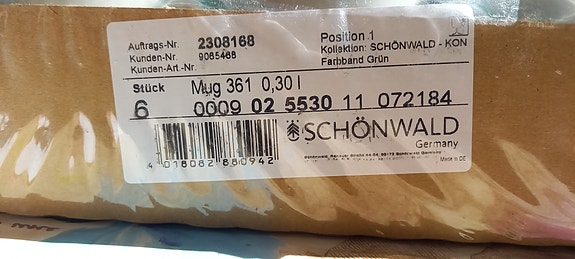 Auftrags-Nr. 2308168 Position 1
Kunden-Nr. 9065468 Kollektion: SCHÖNWALD - KON
Kunden-Art.-Nr. Farbband Grün
Stück Mug 361 0,30 l
6 0009 02 5530 11 072184
SCHÖNWALD
Germany
4 018082 880942
Made in DE